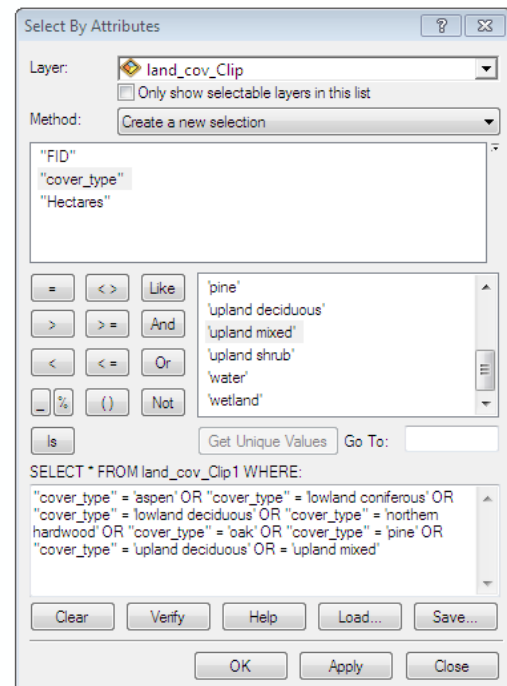 Select By Attributes
Layer: land_cov_Clip
Only show selectable layers in this list
Method: Create a new selection
"FID"
"cover_type"
"Hectares"
= < > Like
> > = And
< < = Or
_ % ( ) Not
Is
'pine'
'upland deciduous'
'upland mixed'
'upland shrub'
'water'
'wetland'
Get Unique Values Go To:
SELECT * FROM land_cov_Clip1 WHERE:
"cover_type" = 'aspen' OR "cover_type" = 'lowland conferous' OR
"cover_type" = 'lowland deciduous' OR "cover_type" = 'northern
hardwood' OR "cover_type" = 'oak' OR "cover_type" = 'pine' OR
"cover_type" = 'upland deciduous' OR = 'upland mixed'
Clear Verify Help Load... Save...
OK Apply Close